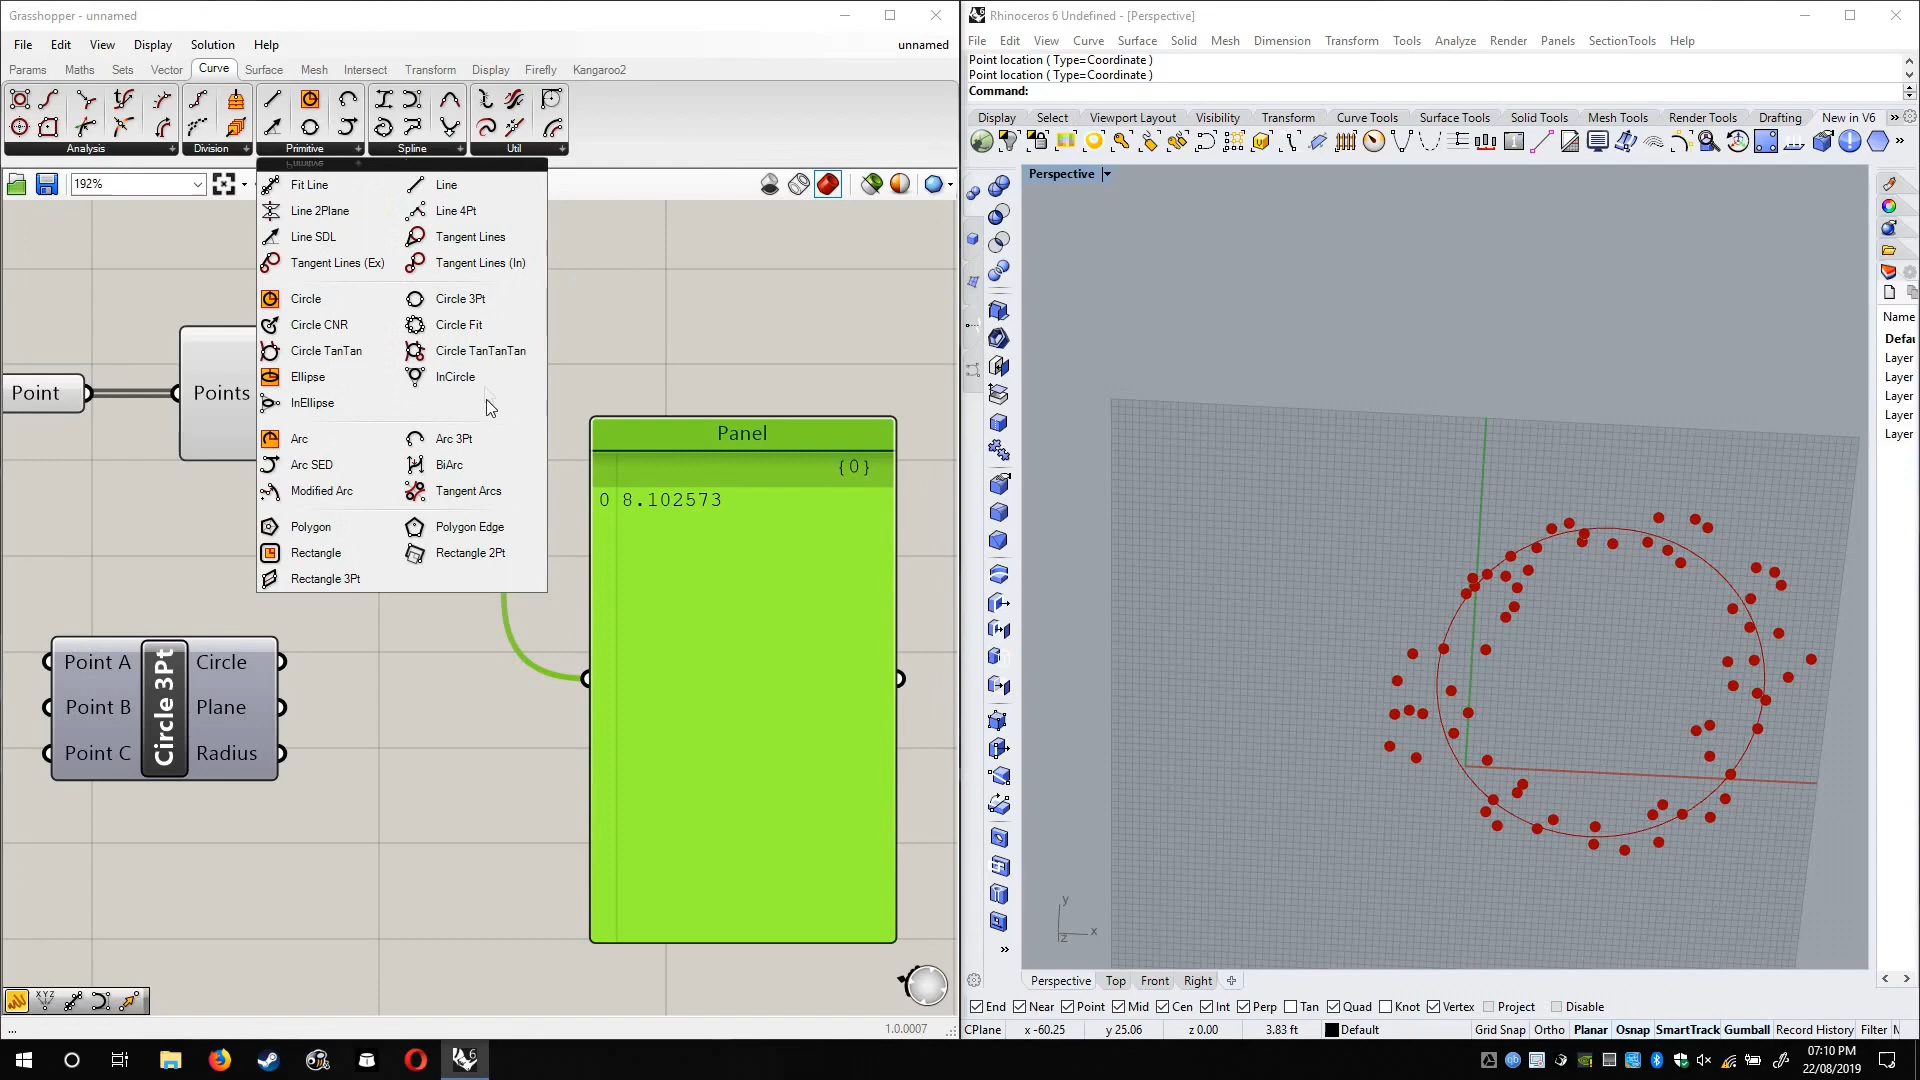 Grasshopper - unnamed
File Edit View Display Solution Help
unnamed
Params Maths Sets Vector Curve Surface Mesh Intersect Transform Display Firefly Kangaroo2
Analysis
Division
Primitive
Spline
Util
192%
Primitive
Fit Line
Line
Line 2Plane
Line 4Pt
Line SDL
Tangent Lines
Tangent Lines (Ex)
Tangent Lines (In)
Circle
Circle 3Pt
Circle CNR
Circle Fit
Circle TanTan
Circle TanTanTan
Ellipse
InCircle
InEllipse
Arc
Arc 3Pt
Arc SED
BiArc
Modified Arc
Tangent Arcs
Polygon
Polygon Edge
Rectangle
Rectangle 2Pt
Rectangle 3Pt
Point
Points
Panel
{0}
0 8.102573
Point A
Point B
Point C
Circle 3Pt
Circle
Plane
Radius
XYZ
...
1.0.0007
Rhinoceros 6 Undefined - [Perspective]
File Edit View Curve Surface Solid Mesh Dimension Transform Tools Analyze Render Panels SectionTools Help
Point location ( Type=Coordinate )
Point location ( Type=Coordinate )
Command:
Display Select Viewport Layout Visibility Transform Curve Tools Surface Tools Solid Tools Mesh Tools Render Tools Drafting New in V6
Perspective
Name
Defau
Layer
Layer
Layer
Layer
Layer
y
x
z
Perspective Top Front Right
End Near Point Mid Cen Int Perp Tan Quad Knot Vertex Project Disable
CPlane x -60.25 y 25.06 z 0.00 3.83 ft Default Grid Snap Ortho Planar Osnap SmartTrack Gumball Record History Filter
07:10 PM
22/08/2019